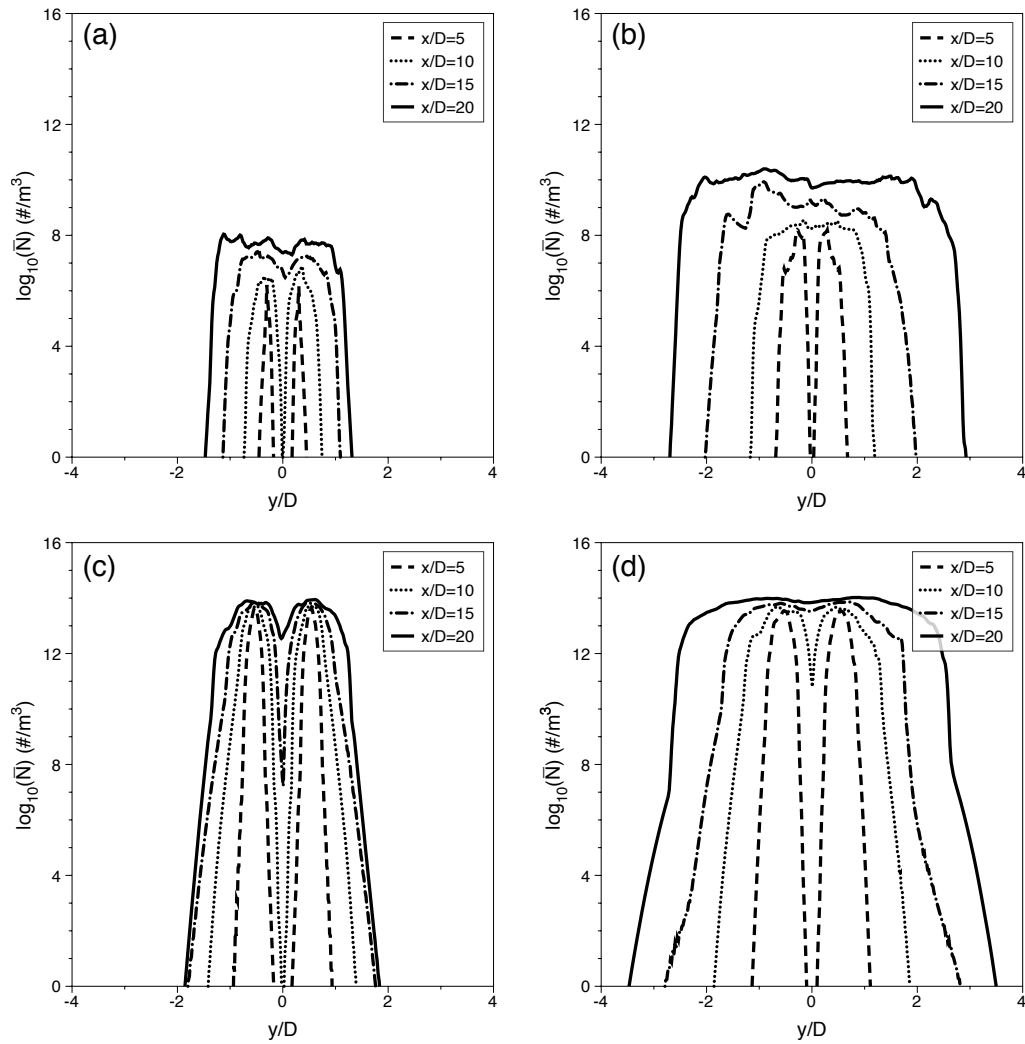 (a)
x/D=5
x/D=10
x/D=15
x/D=20
16
12
8
4
0
log10(N̅) (#/m3)
-4
-2
0
2
4
y/D
(b)
x/D=5
x/D=10
x/D=15
x/D=20
16
12
8
4
0
log10(N̅) (#/m3)
-4
-2
0
2
4
y/D
(c)
x/D=5
x/D=10
x/D=15
x/D=20
16
12
8
4
0
log10(N̅) (#/m3)
-4
-2
0
2
4
y/D
(d)
x/D=5
x/D=10
x/D=15
x/D=20
16
12
8
4
0
log10(N̅) (#/m3)
-4
-2
0
2
4
y/D